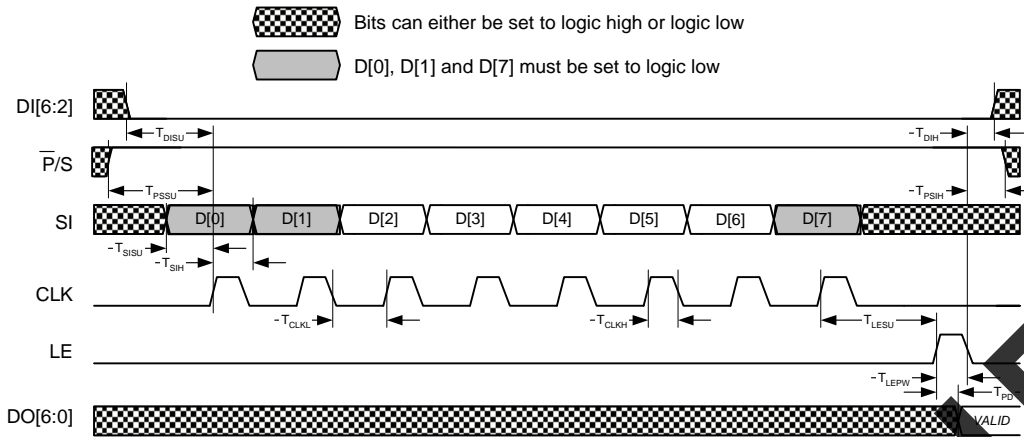 Bits can either be set to logic high or logic low
D[0], D[1] and D[7] must be set to logic low
DI[6:2]
T_DISU
T_DIH
P̅/S
T_PSSU
T_PSIH
SI
D[0] D[1] D[2] D[3] D[4] D[5] D[6] D[7]
T_SISU
T_SIH
CLK
T_CLKL
T_CLKH
T_LESU
LE
T_LEPW
T_PD
DO[6:0]
VALID